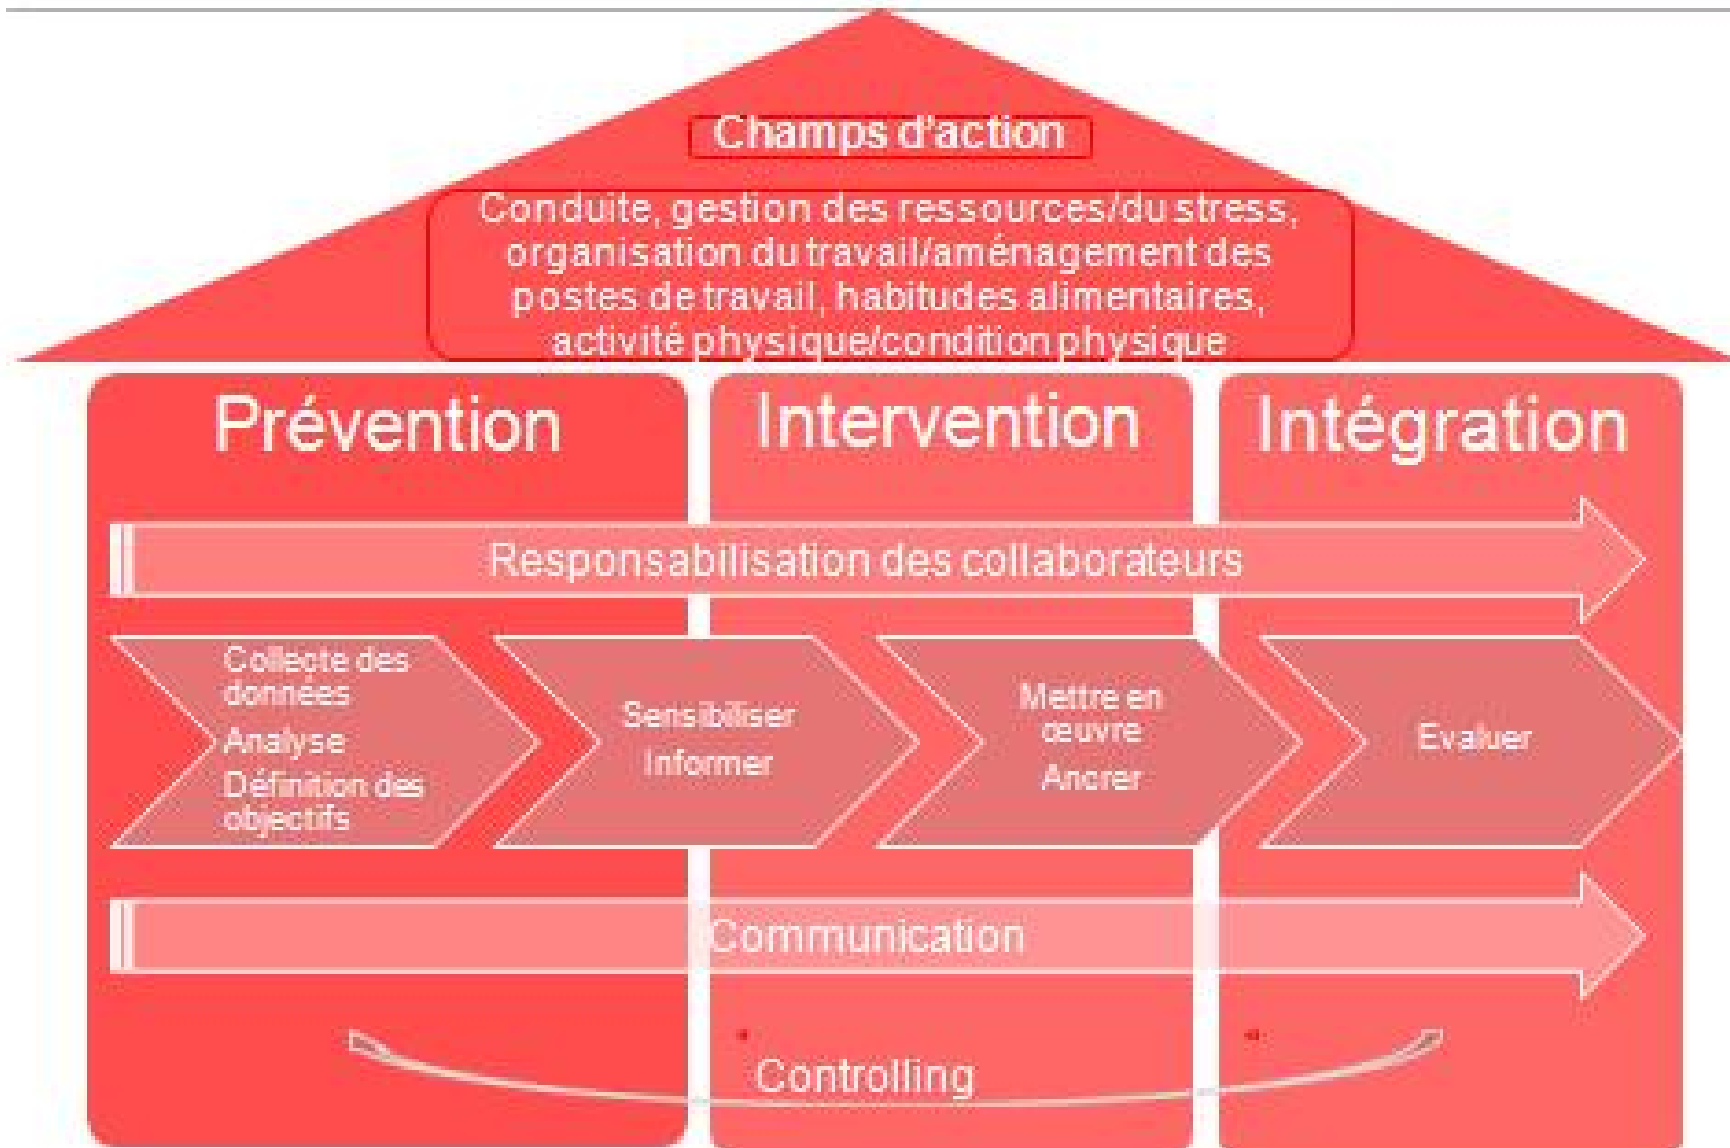 Champs d'action
Conduite, gestion des ressources/du stress,
organisation du travail/aménagement des
postes de travail, habitudes alimentaires,
activité physique/condition physique
Prévention
Intervention
Intégration
Responsabilisation des collaborateurs
Collecte des
données
Analyse
Définition des
objectifs
Sensibiliser
Informer
Mettre en
œuvre
Ancrer
Evaluer
Communication
Controlling